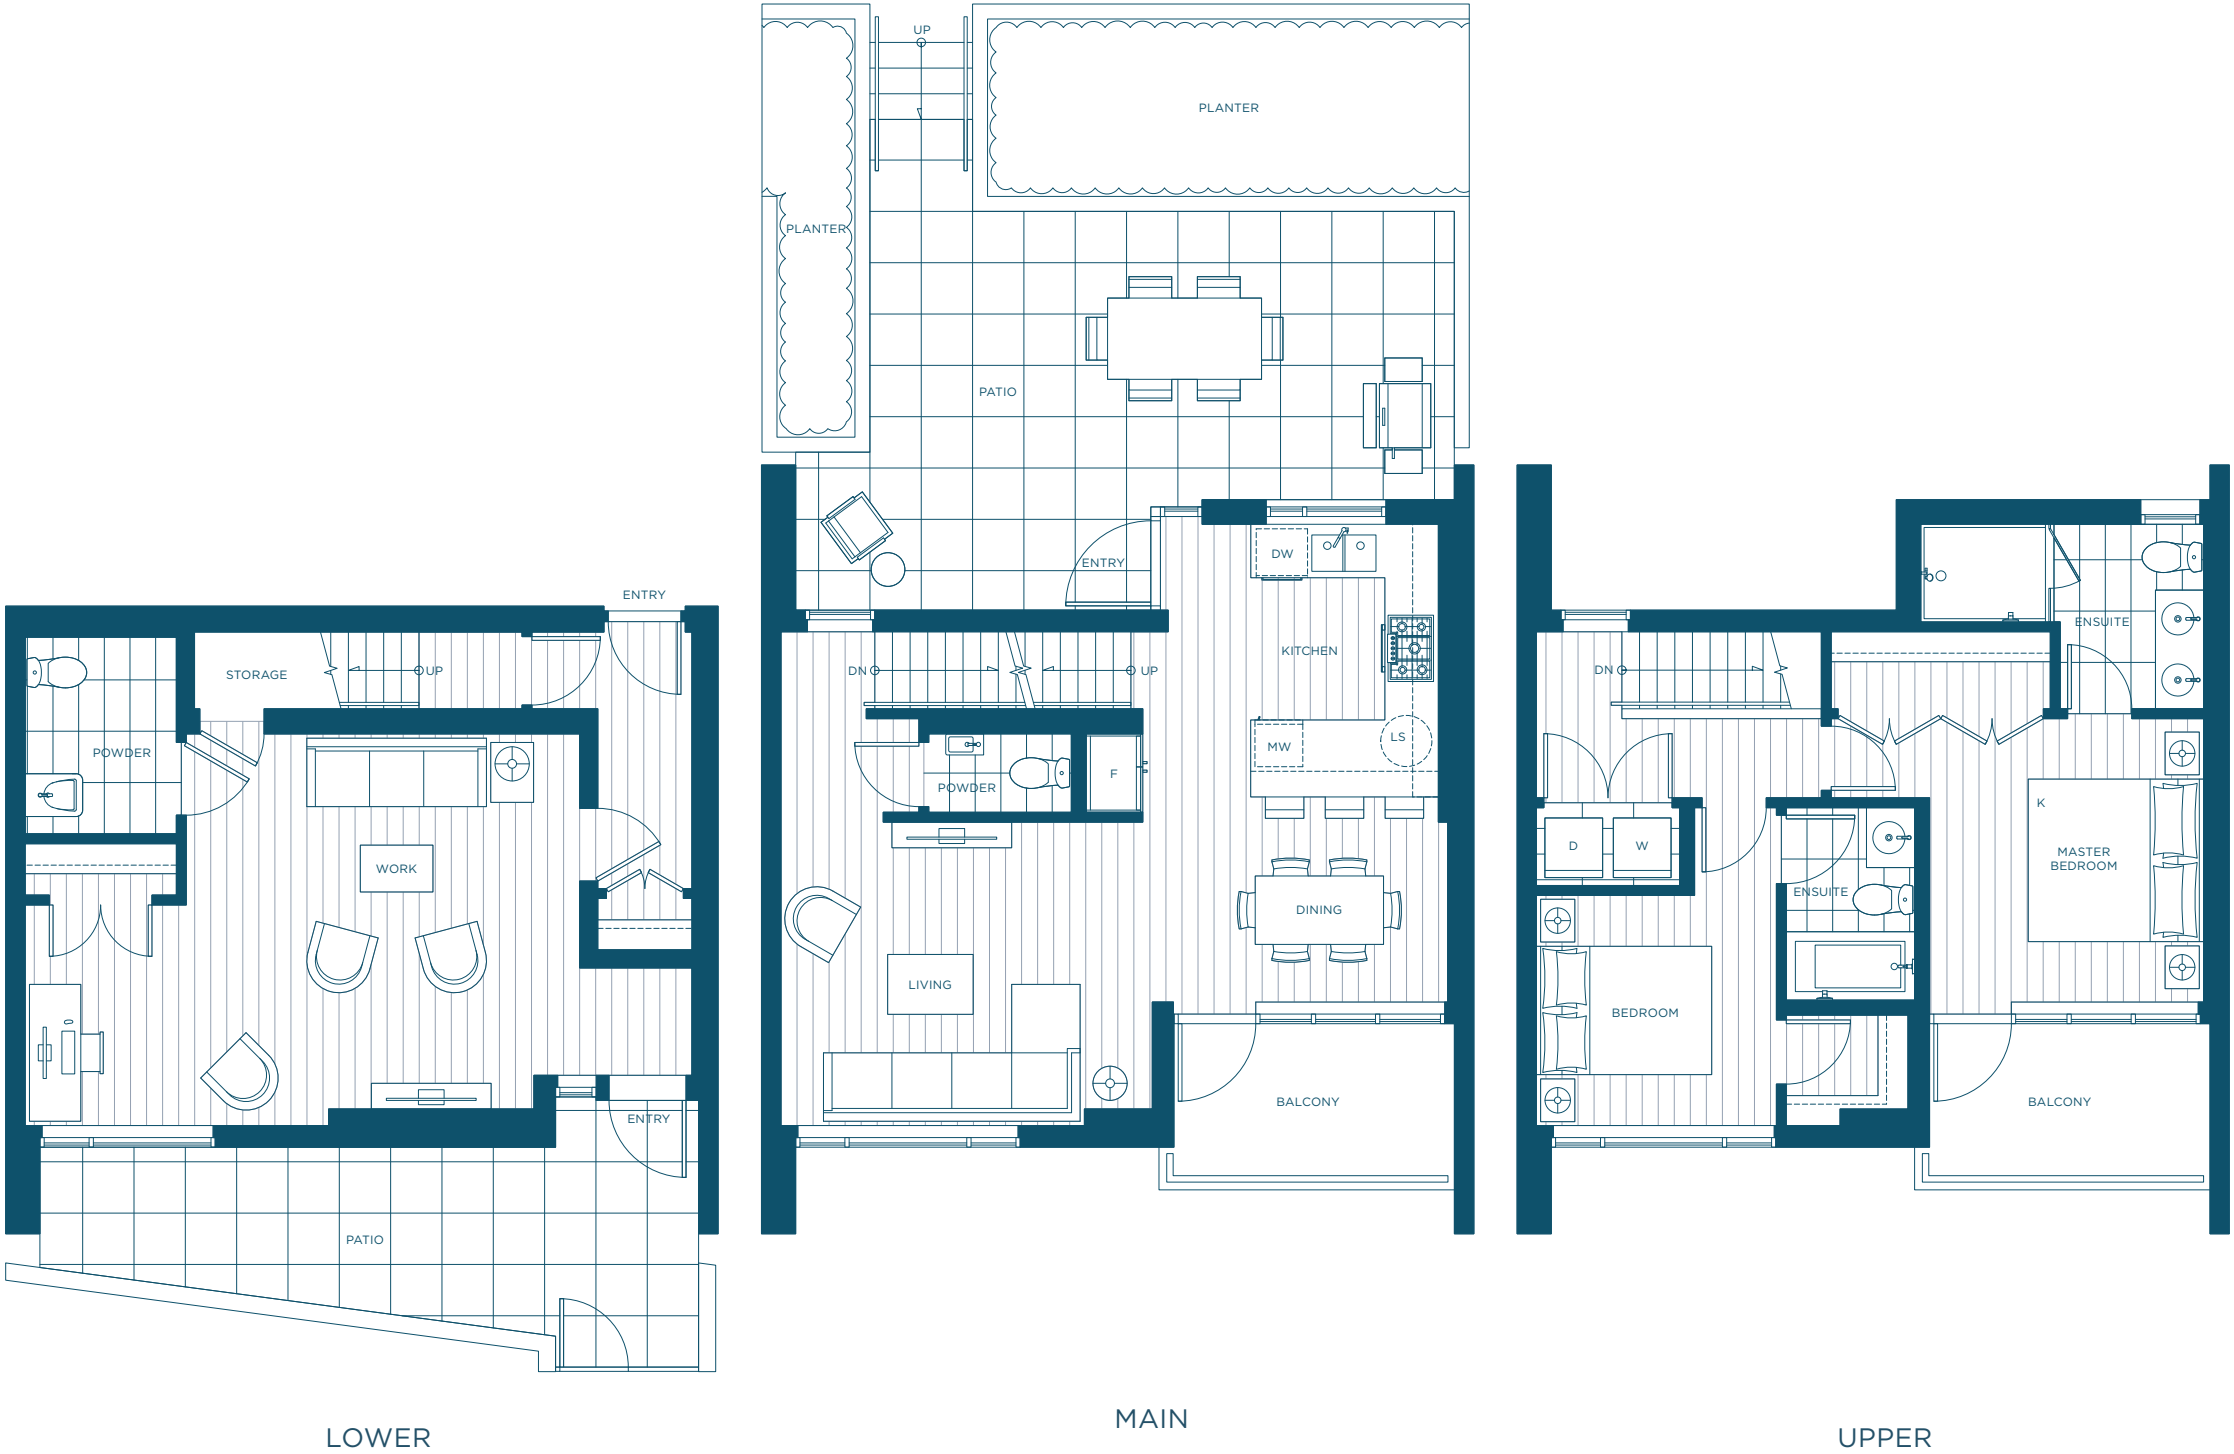 ENTRY
STORAGE
UP
POWDER
WORK
ENTRY
PATIO
LOWER
UP
PLANTER
PLANTER
PATIO
ENTRY
DW
KITCHEN
DN
UP
MW
LS
POWDER
F
DINING
LIVING
BALCONY
MAIN
ENSUITE
DN
K
D
W
MASTER
BEDROOM
ENSUITE
BEDROOM
BALCONY
UPPER